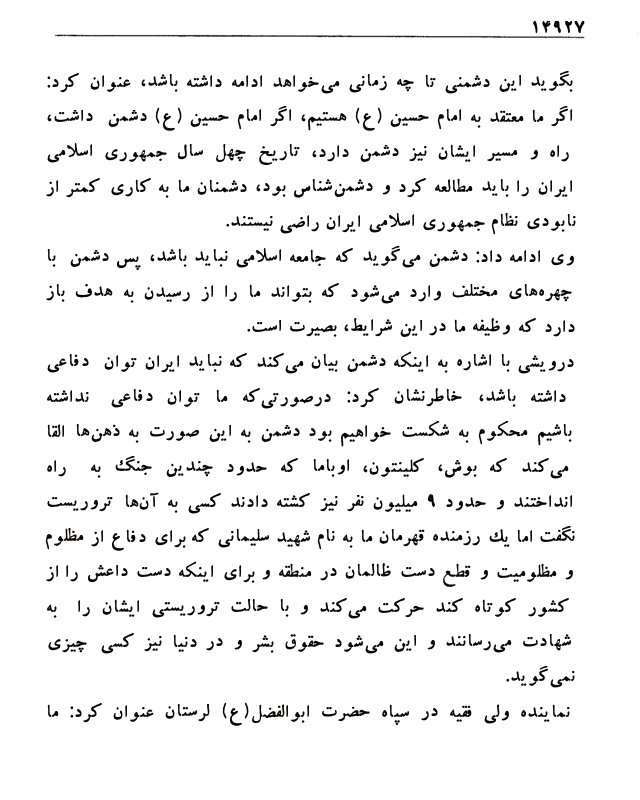 ۱۴۹۲۷
بگوید این دشمنی تا چه زمانی می‌خواهد ادامه داشته باشد، عنوان کرد:
اگر ما معتقد به امام حسین (ع) هستیم، اگر امام حسین (ع) دشمن داشت،
راه و مسیر ایشان نیز دشمن دارد، تاریخ چهل سال جمهوری اسلامی
ایران را باید مطالعه کرد و دشمن‌شناس بود، دشمنان ما به کاری کمتر از
نابودی نظام جمهوری اسلامی ایران راضی نیستند.
وی ادامه داد: دشمن می‌گوید که جامعه اسلامی نباید باشد، پس دشمن با
چهره‌های مختلف وارد می‌شود که بتواند ما را از رسیدن به هدف باز
دارد که وظیفه ما در این شرایط، بصیرت است.
درویشی با اشاره به اینکه دشمن بیان می‌کند که نباید ایران توان دفاعی
داشته باشد، خاطرنشان کرد: درصورتی‌که ما توان دفاعی نداشته
باشیم محکوم به شکست خواهیم بود دشمن به این صورت به ذهن‌ها القا
می‌کند که بوش، کلینتون، اوباما که حدود چندین جنگ به راه
انداختند و حدود ۹ میلیون نفر نیز کشته دادند کسی به آن‌ها تروریست
نگفت اما یك رزمنده قهرمان ما به نام شهید سلیمانی که برای دفاع از مظلوم
و مظلومیت و قطع دست ظالمان در منطقه و برای اینکه دست داعش را از
کشور کوتاه کند حرکت می‌کند و با حالت تروریستی ایشان را به
شهادت می‌رسانند و این می‌شود حقوق بشر و در دنیا نیز کسی چیزی
نمی‌گوید.
نماینده ولی فقیه در سپاه حضرت ابوالفضل(ع) لرستان عنوان کرد: ما